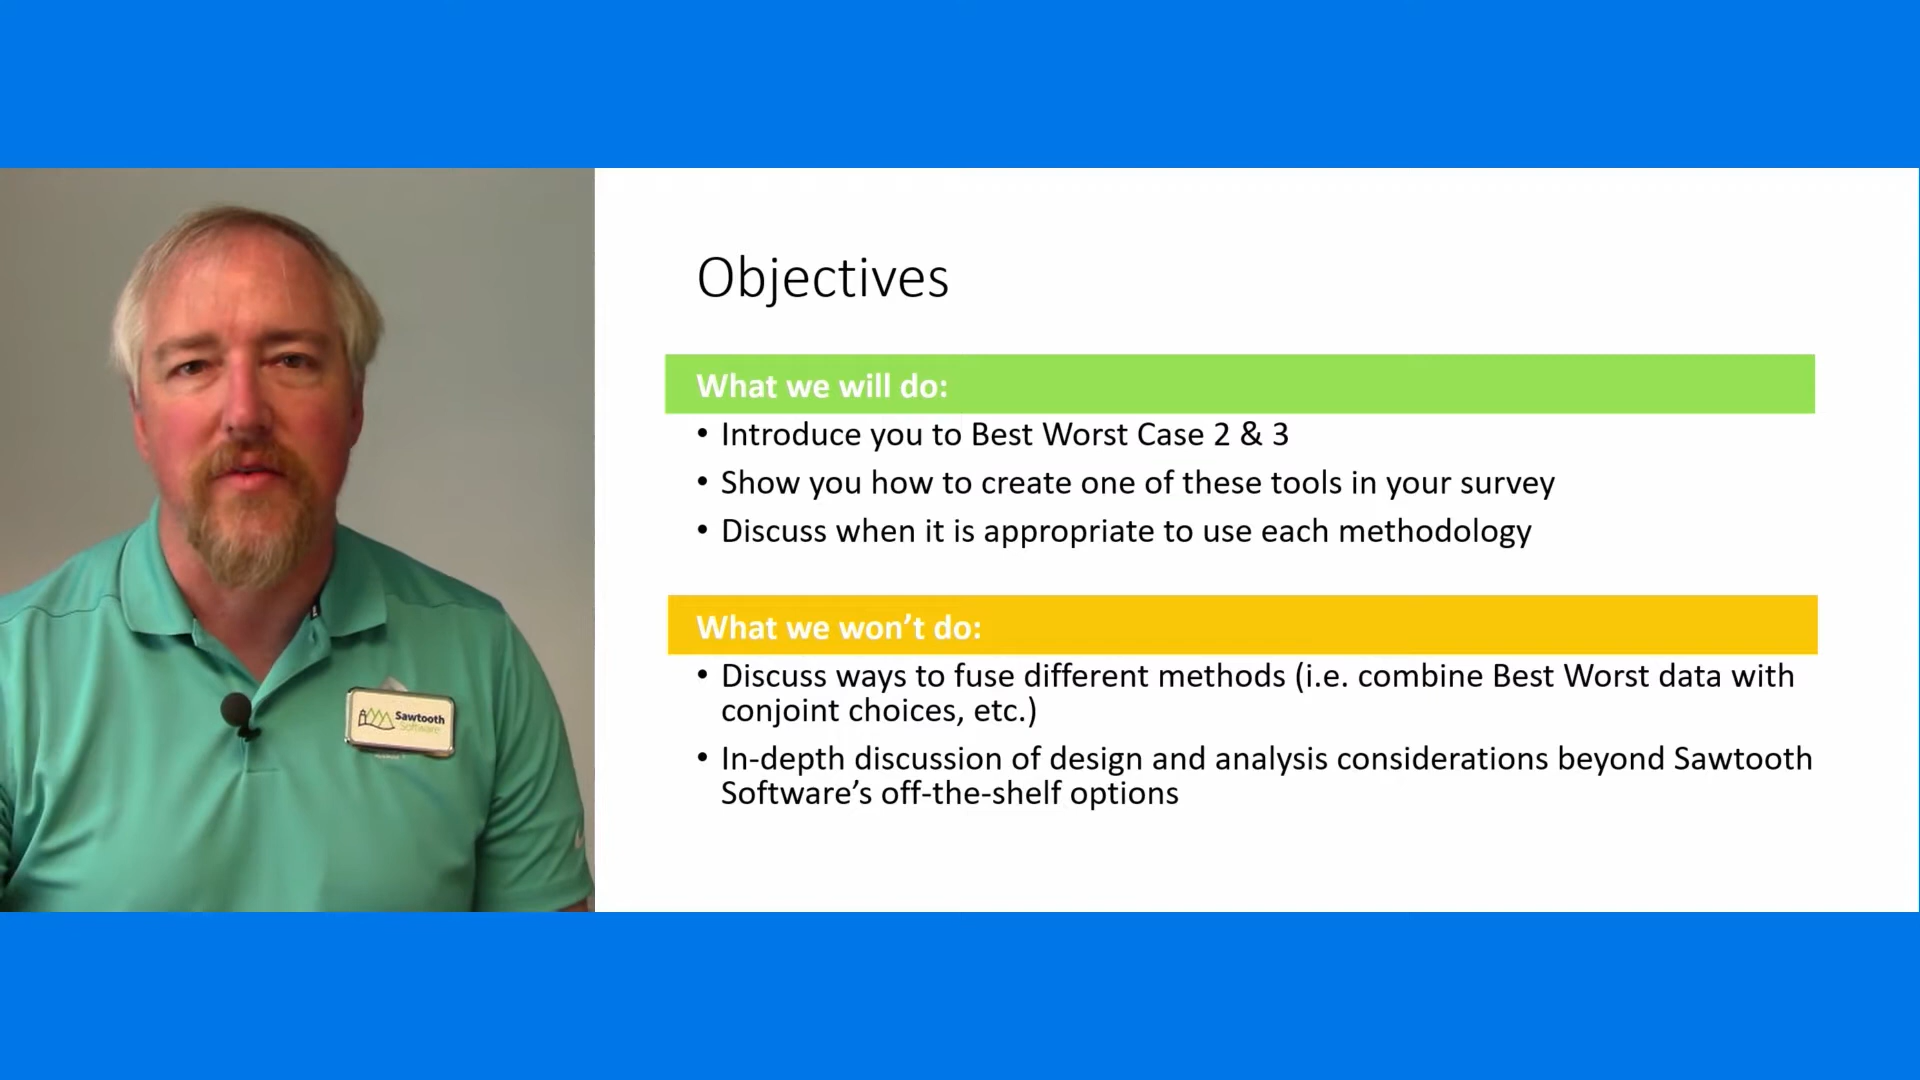 Objectives
What we will do:
• Introduce you to Best Worst Case 2 & 3
• Show you how to create one of these tools in your survey
• Discuss when it is appropriate to use each methodology
What we won’t do:
• Discuss ways to fuse different methods (i.e. combine Best Worst data with
conjoint choices, etc.)
• In-depth discussion of design and analysis considerations beyond Sawtooth
Software’s off-the-shelf options
Sawtooth
Software